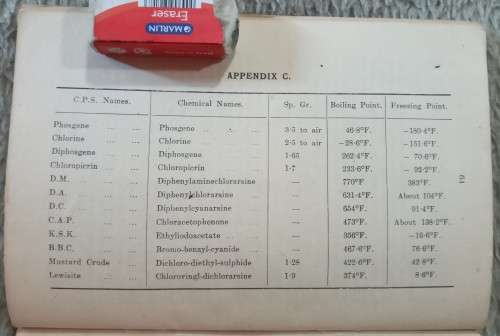 MARLIN
Eraser
APPENDIX C.
C.P.S. Names. Chemical Names. Sp. Gr. Boiling Point. Freezing Point.
Phosgene ... ... Phosgene ... ... 3·5 to air 46·8°F. −180·4°F.
Chlorine ... ... Chlorine ... 2·5 to air −28·6°F. −151·6°F.
Diphosgene ... Diphosgene ... 1·65 262·4°F. − 70·6°F.
Chloropicrin ... Chloropicrin ... 1·7 233·6°F. − 92·2°F.
D.M. ... ... Diphenylaminechlorarsine — 770°F 383°F.
D.A. ... ... Diphenylchlorarsine ... — 631·4°F. About 104°F.
D.C. ... ... Diphenylcyanarsine ... — 654°F. 91·4°F.
C.A.P. ... ... Chloracetophenone ... — 473°F. About 138·2°F.
K.S.K. ... ... Ethyliodoacetate ... — 356°F. −16·6°F.
B.B.C. ... ... Bromo-benzyl-cyanide ... — 467·6°F. 76·6°F.
Mustard Crude ... Dichloro-diethyl-sulphide 1·28 422·6°F. 42·8°F.
Lewisite ... ... Chlorvingl-dichlorarsine 1·9 374°F. 8·6°F.